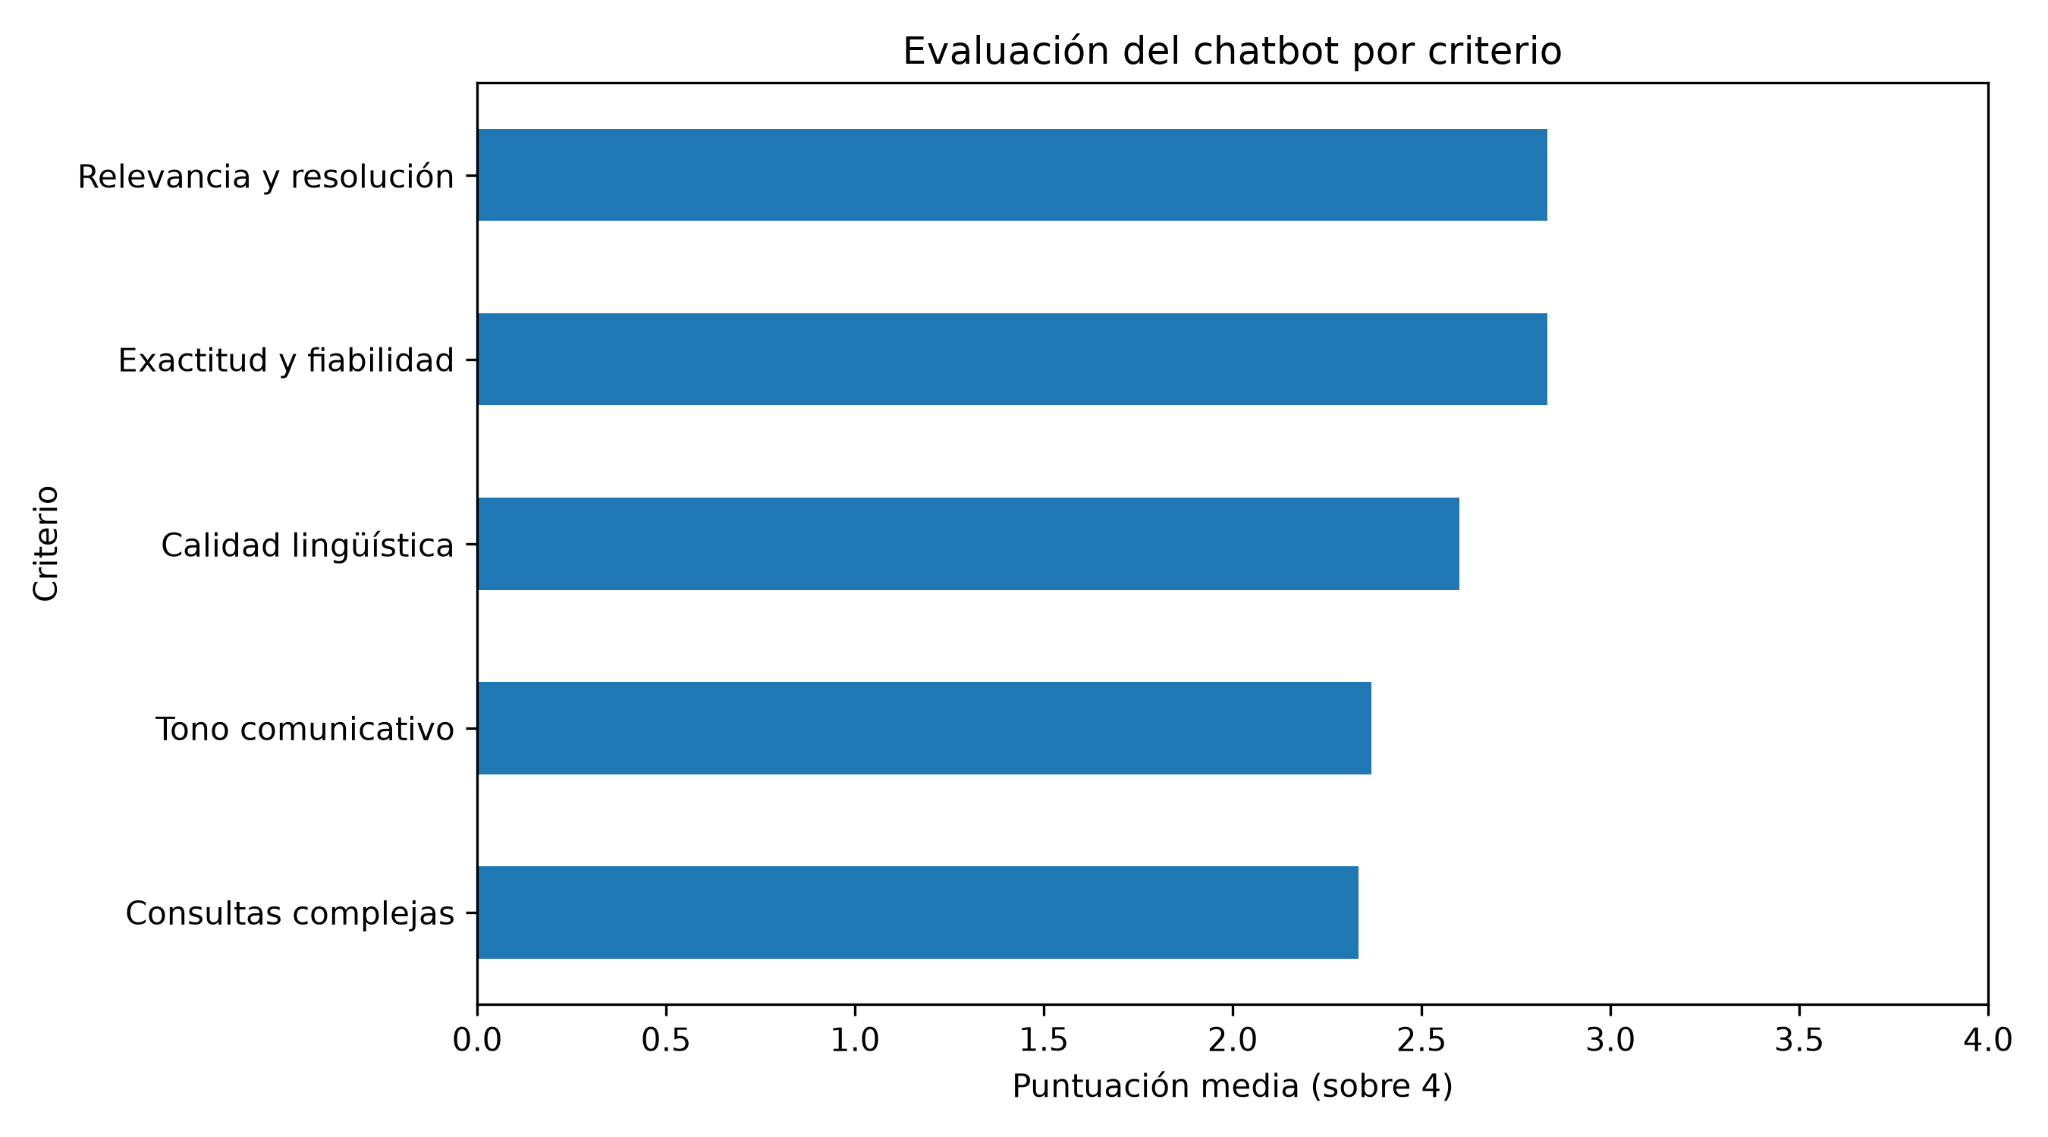 Evaluación del chatbot por criterio
Relevancia y resolución
Exactitud y fiabilidad
Calidad lingüística
Tono comunicativo
Consultas complejas
Criterio
0.0 0.5 1.0 1.5 2.0 2.5 3.0 3.5 4.0
Puntuación media (sobre 4)